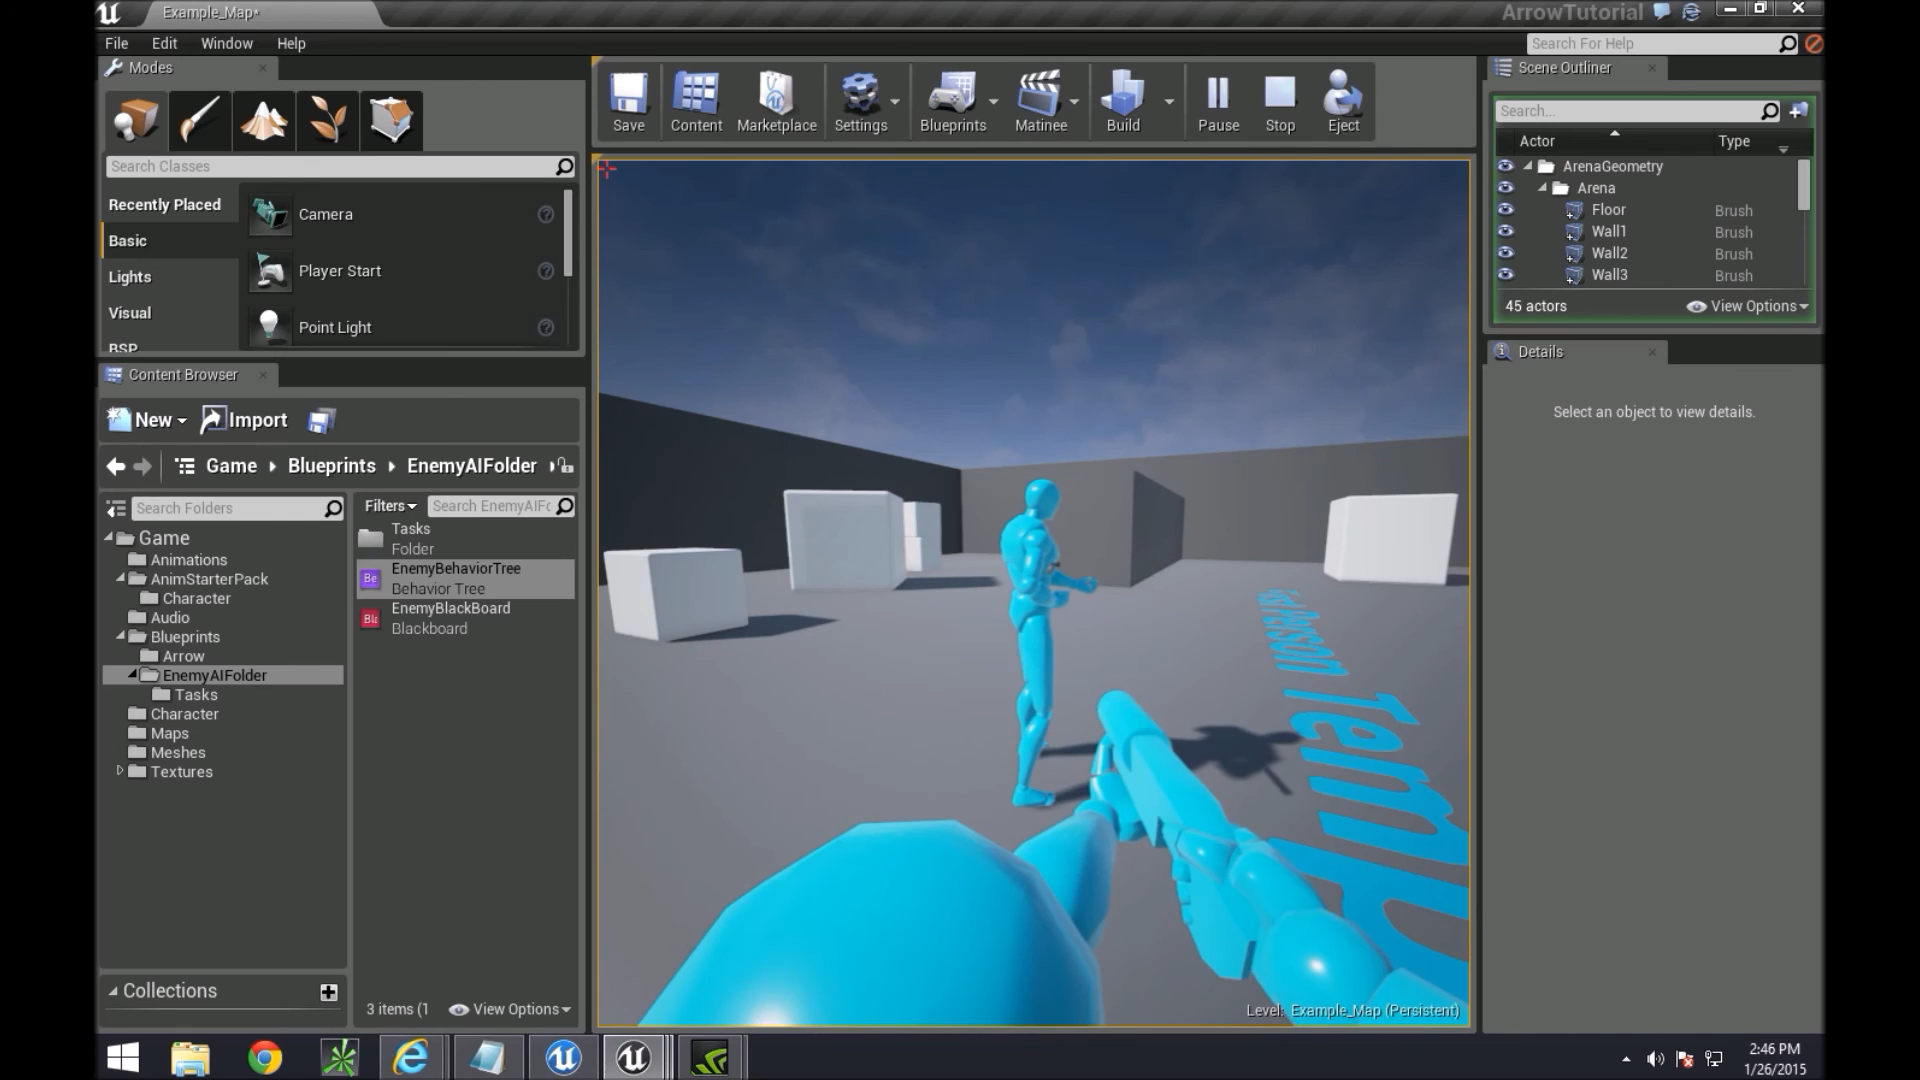 Example_Map*
ArrowTutorial
File Edit Window Help
Search For Help
Modes
Search Classes
Recently Placed
Basic
Lights
Visual
BSP
Camera
Player Start
Point Light
Save
Content
Marketplace
Settings
Blueprints
Matinee
Build
Pause
Stop
Eject
Scene Outliner
Search...
Actor Type
ArenaGeometry
Arena
Floor Brush
Wall1 Brush
Wall2 Brush
Wall3 Brush
45 actors View Options
Details
Select an object to view details.
Content Browser
New Import
Game Blueprints EnemyAIFolder
Search Folders
Game
Animations
AnimStarterPack
Character
Audio
Blueprints
Arrow
EnemyAIFolder
Tasks
Character
Maps
Meshes
Textures
Collections
Filters Search EnemyAIFc
Tasks
Folder
Be EnemyBehaviorTree
Behavior Tree
Bla EnemyBlackBoard
Blackboard
3 items (1 View Options
Person Temp
Level: Example_Map (Persistent)
2:46 PM
1/26/2015